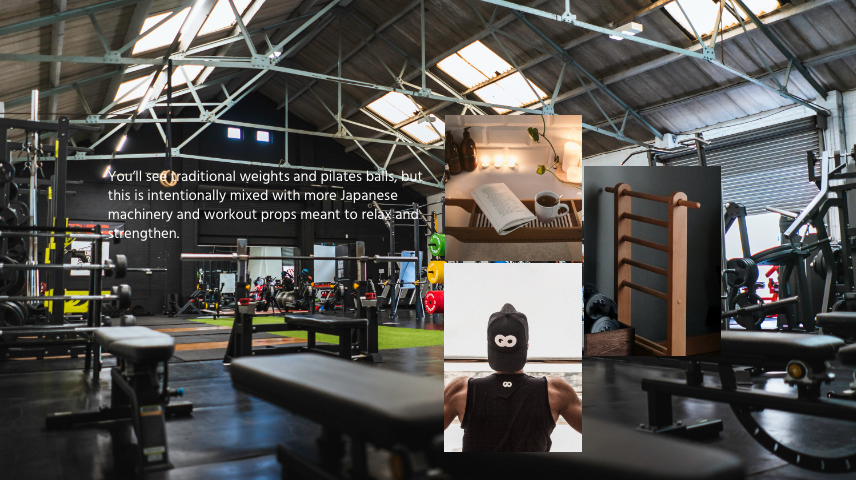 You'll see traditional weights and pilates balls, but
this is intentionally mixed with more Japanese
machinery and workout props meant to relax and
strengthen.